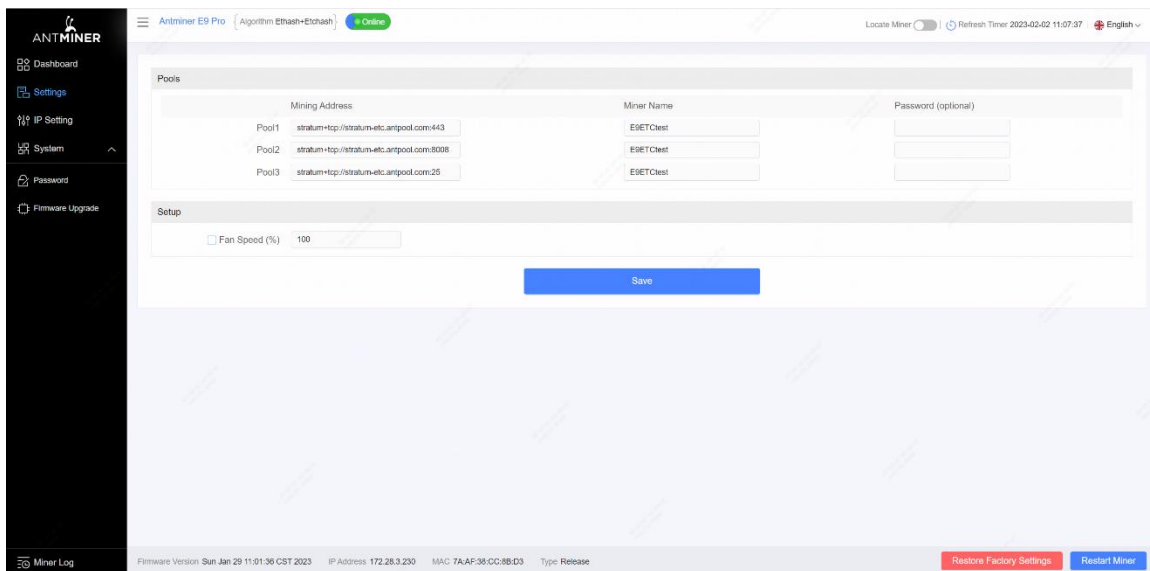 ANTMINER
Antminer E9 Pro {Algorithm Ethash+Etchash} Online
Locate Miner Refresh Timer 2023-02-02 11:07:37 English
Dashboard
Settings
IP Setting
System
Password
Firmware Upgrade
Pools
Mining Address Miner Name Password (optional)
Pool1 stratum+tcp://stratum-etc.antpool.com:443 E9ETCtest
Pool2 stratum+tcp://stratum-etc.antpool.com:8008 E9ETCtest
Pool3 stratum+tcp://stratum-etc.antpool.com:25 E9ETCtest
Setup
Fan Speed (%) 100
Save
Miner Log
Firmware Version Sun Jan 29 11:01:36 CST 2023 IP Address 172.28.3.230 MAC 7A:AF:38:CC:8B:D3 Type Release
Restore Factory Settings Restart Miner